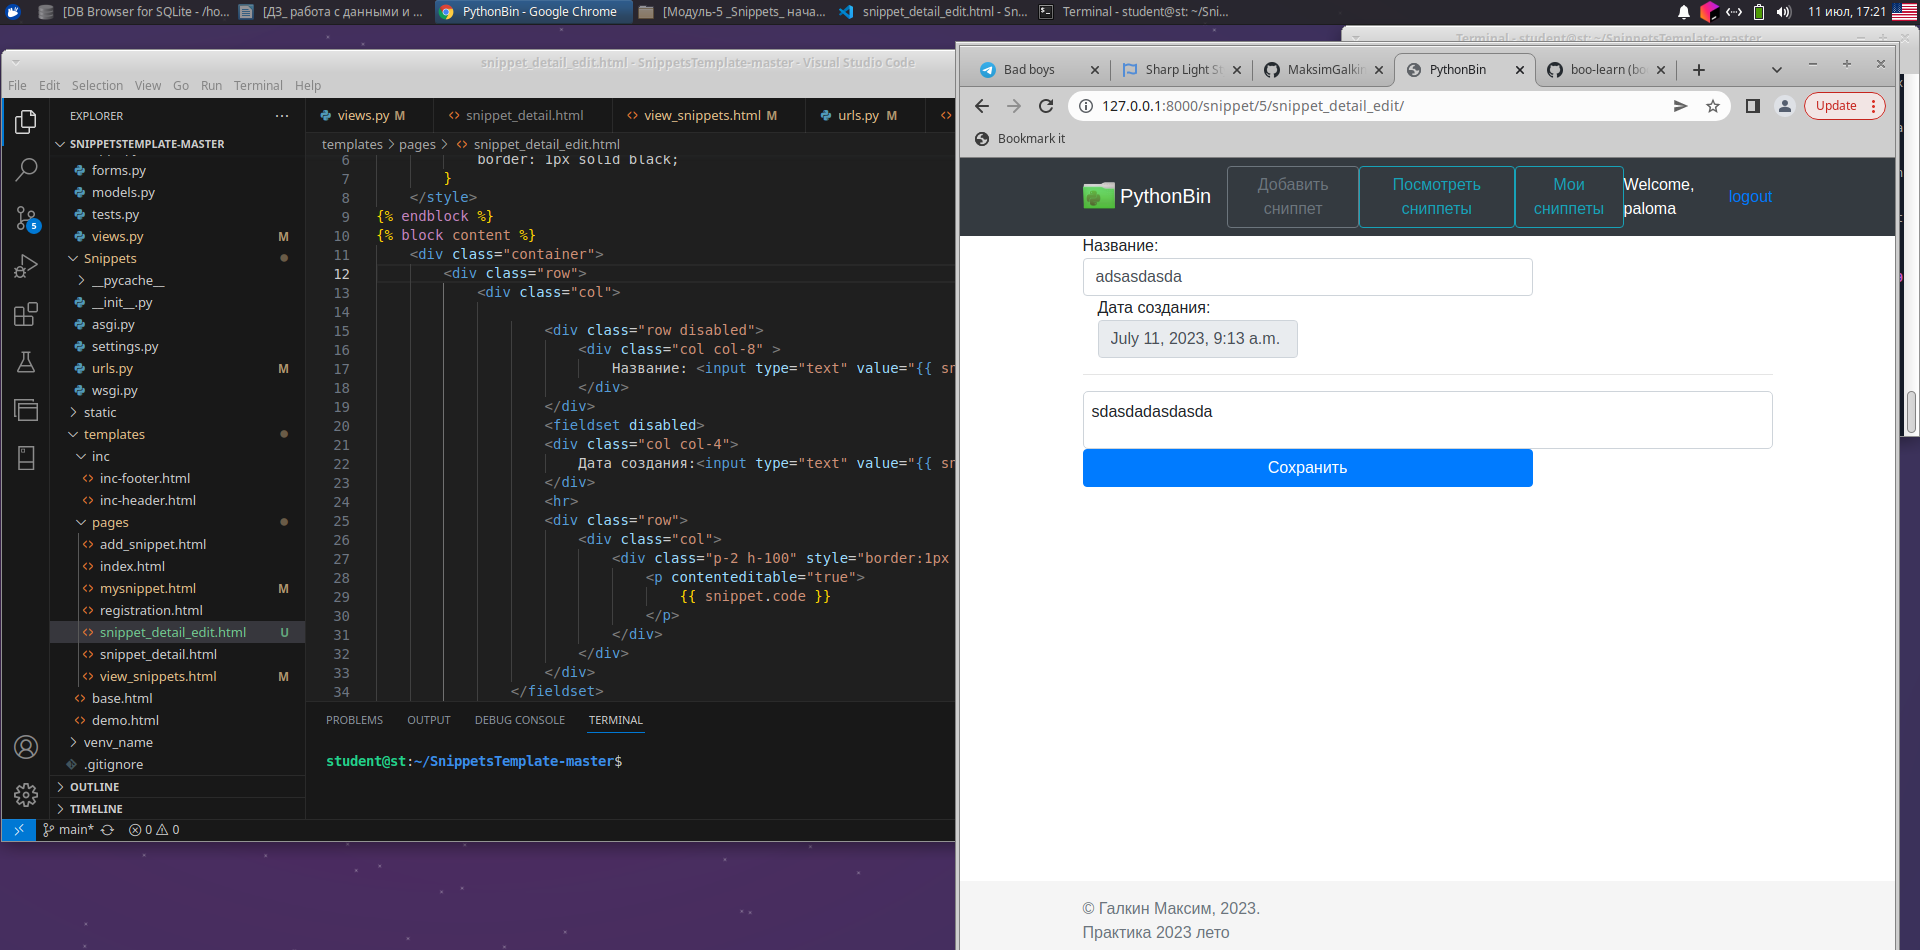 [DB Browser for SQLite - /ho... [ДЗ_ работа с данными и ... PythonBin - Google Chrome [Модуль-5 _Snippets_ нача... snippet_detail_edit.html - Sn... Terminal - student@st: ~/Sni... 11 июл, 17:21
Terminal - student@st: ~/SnippetsTemplate-master
snippet_detail_edit.html - SnippetsTemplate-master - Visual Studio Code
File Edit Selection View Go Run Terminal Help
EXPLORER ...
SNIPPETSTEMPLATE-MASTER
forms.py
models.py
tests.py
views.py M
Snippets
__pycache__
__init__.py
asgi.py
settings.py
urls.py M
wsgi.py
static
templates
inc
inc-footer.html
inc-header.html
pages
add_snippet.html
index.html
mysnippet.html M
registration.html
snippet_detail_edit.html U
snippet_detail.html
view_snippets.html M
base.html
demo.html
venv_name
.gitignore
OUTLINE
TIMELINE
5
main* 0 0
views.py M snippet_detail.html view_snippets.html M urls.py M
templates > pages > snippet_detail_edit.html
6 border: 1px solid black;
7 }
8 </style>
9 {% endblock %}
10 {% block content %}
11 <div class="container">
12 <div class="row">
13 <div class="col">
14
15 <div class="row disabled">
16 <div class="col col-8" >
17 Название: <input type="text" value="{{ sn
18 </div>
19 </div>
20 <fieldset disabled>
21 <div class="col col-4">
22 Дата создания:<input type="text" value="{{ sn
23 </div>
24 <hr>
25 <div class="row">
26 <div class="col">
27 <div class="p-2 h-100" style="border:1px
28 <p contenteditable="true">
29 {{ snippet.code }}
30 </p>
31 </div>
32 </div>
33 </div>
34 </fieldset>
PROBLEMS OUTPUT DEBUG CONSOLE TERMINAL
student@st:~/SnippetsTemplate-master$
Bad boys Sharp Light St MaksimGalkin PythonBin boo-learn (bo
127.0.0.1:8000/snippet/5/snippet_detail_edit/ Update
Bookmark it
PythonBin
Добавить
сниппет
Посмотреть
сниппеты
Мои
сниппеты
Welcome,
paloma
logout
Название:
adsasdasda
Дата создания:
July 11, 2023, 9:13 a.m.
sdasdadasdasda
Сохранить
© Галкин Максим, 2023.
Практика 2023 лето